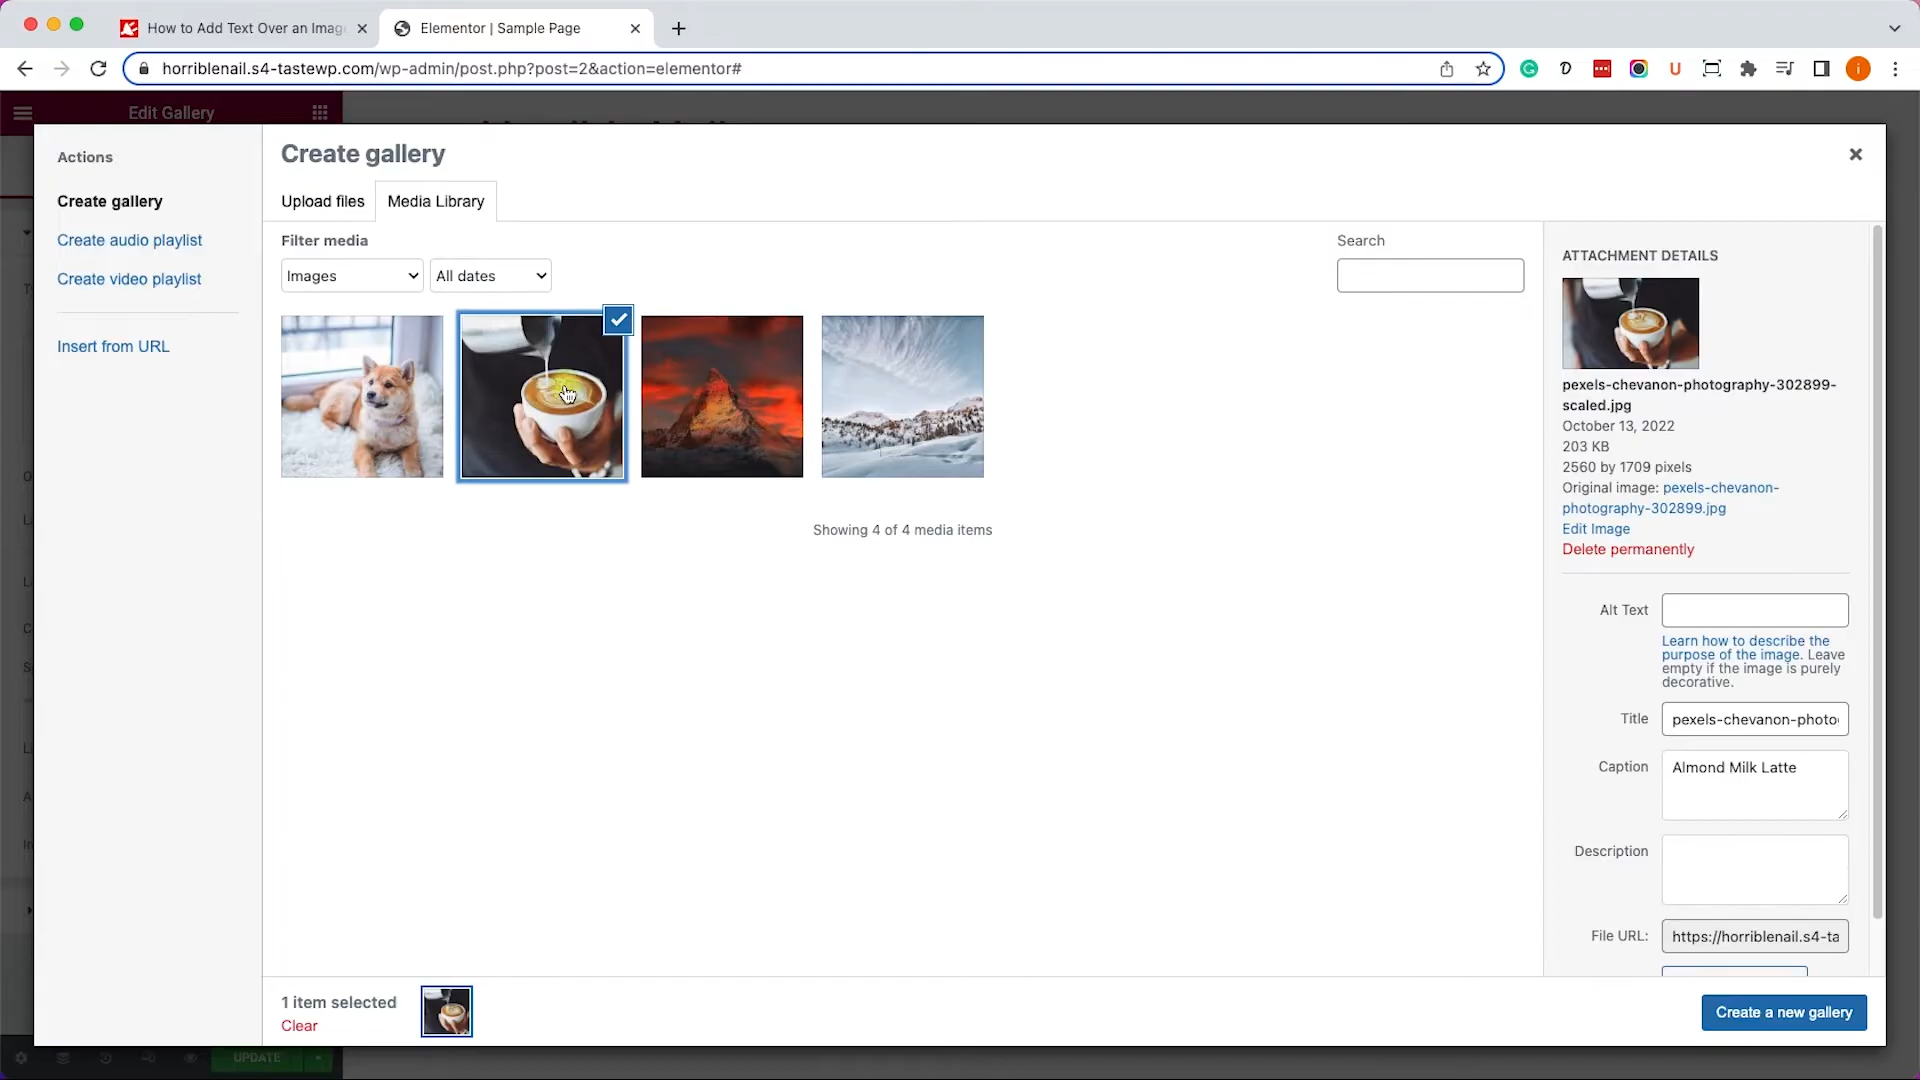 How to Add Text Over an Imag
Elementor | Sample Page
horriblenail.s4-tastewp.com/wp-admin/post.php?post=2&action=elementor#
Edit Gallery
Actions
Create gallery
Create audio playlist
Create video playlist
Insert from URL
Create gallery
Upload files
Media Library
Filter media
Images
All dates
Search
Showing 4 of 4 media items
ATTACHMENT DETAILS
pexels-chevanon-photography-302899-
scaled.jpg
October 13, 2022
203 KB
2560 by 1709 pixels
Original image: pexels-chevanon-
photography-302899.jpg
Edit Image
Delete permanently
Alt Text
Learn how to describe the
purpose of the image. Leave
empty if the image is purely
decorative.
Title
pexels-chevanon-photo
Caption
Almond Milk Latte
Description
File URL:
https://horriblenail.s4-ta
1 item selected
Clear
Create a new gallery
UPDATE